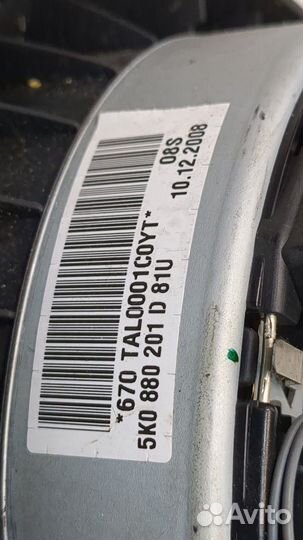 08S
10.12.2008
*670 TAL0001C0YT*
5K0 880 201 D 81U
Avito